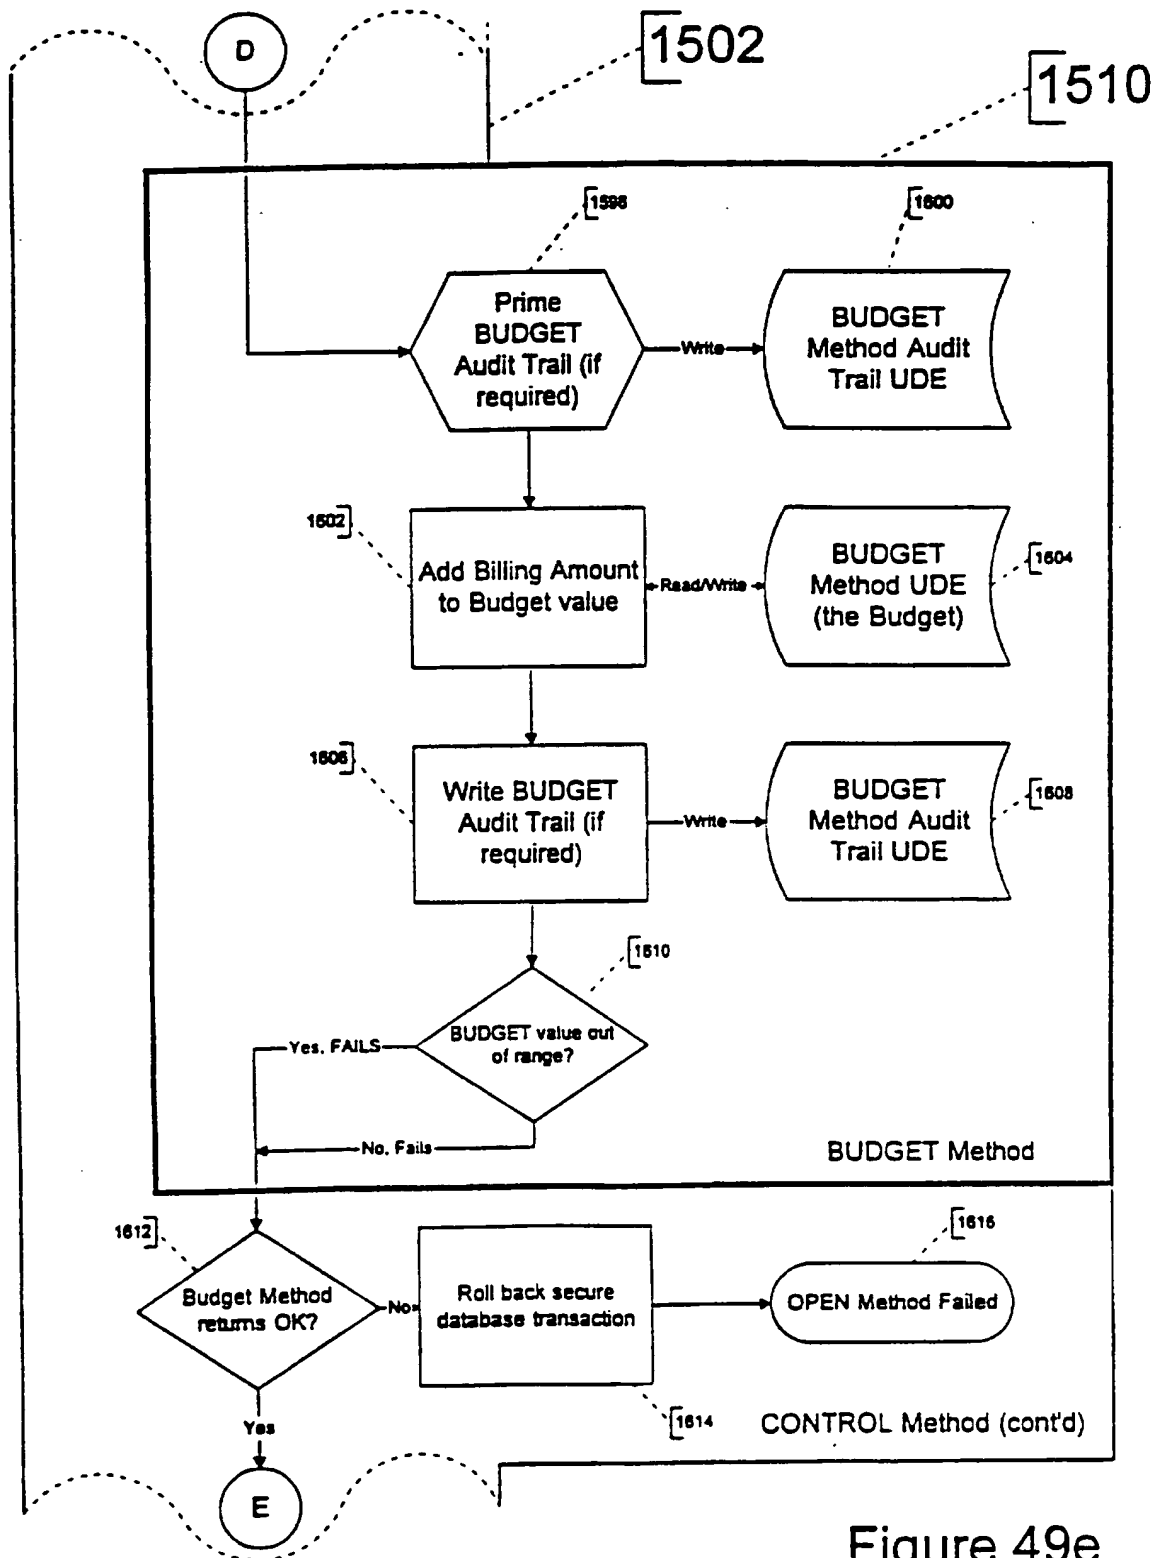 D
1502
1510
1598
1600
Prime
BUDGET
Audit Trail (if
required)
Write
BUDGET
Method Audit
Trail UDE
1602
Add Billing Amount
to Budget value
Read/Write
BUDGET
Method UDE
(the Budget)
1604
1606
Write BUDGET
Audit Trail (if
required)
Write
BUDGET
Method Audit
Trail UDE
1608
1610
BUDGET value out
of range?
Yes, FAILS
No, Fails
BUDGET Method
1612
Budget Method
returns OK?
No
Roll back secure
database transaction
1616
OPEN Method Failed
1614
CONTROL Method (cont'd)
Yes
E
Figure 49e